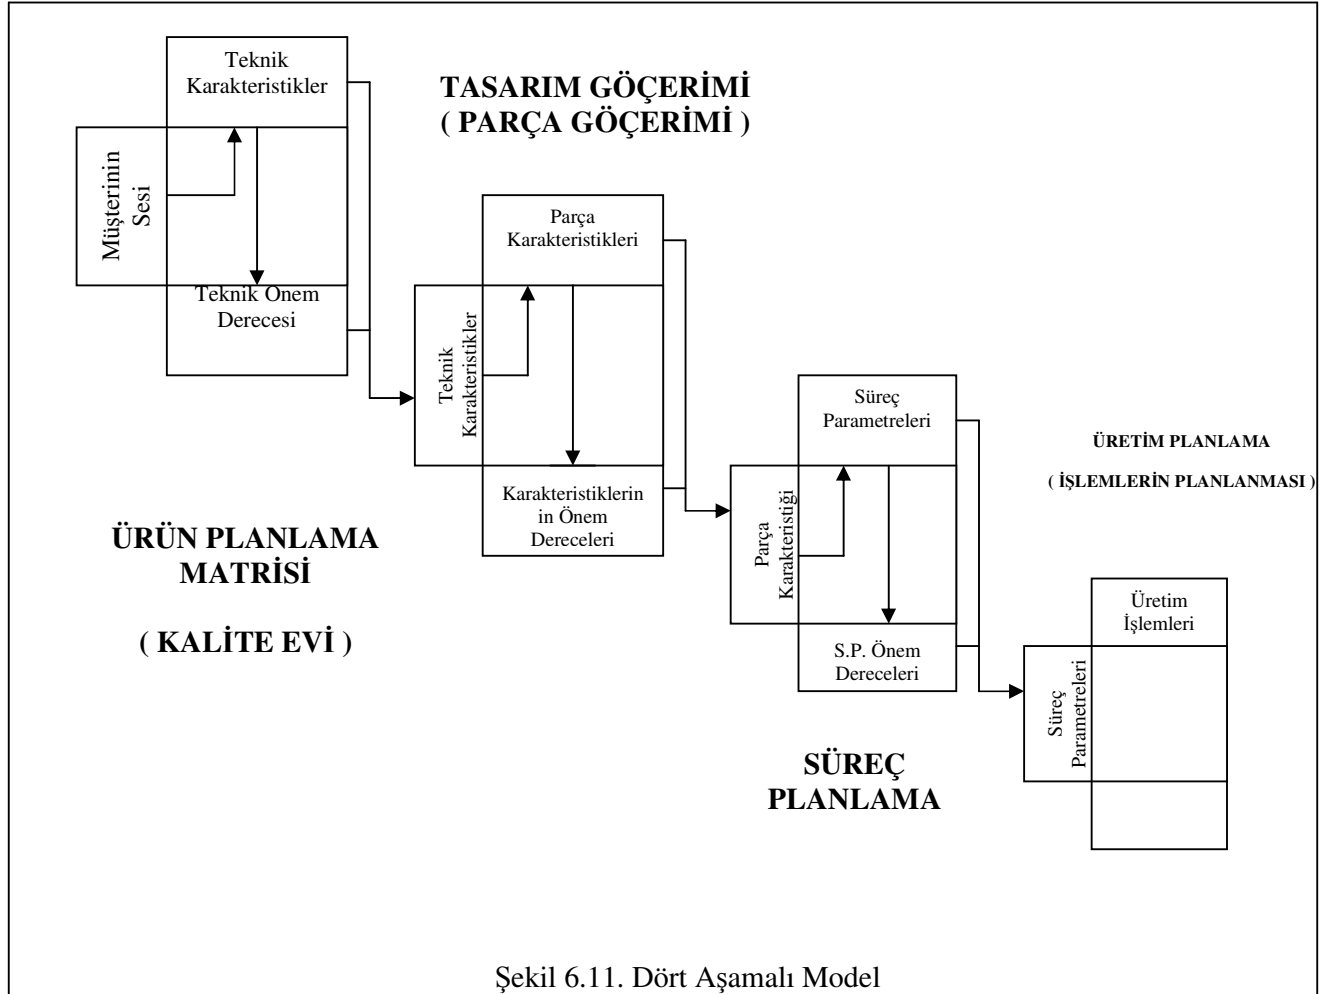 Teknik
Karakteristikler
TASARIM GÖÇERİMİ
( PARÇA GÖÇERİMİ )
Müşterinin
Sesi
Teknik Önem
Derecesi
Parça
Karakteristikleri
Teknik
Karakteristikler
Karakteristiklerin
in Önem
Dereceleri
ÜRÜN PLANLAMA
MATRİSİ
( KALİTE EVİ )
Süreç
Parametreleri
Parça
Karakteristiği
S.P. Önem
Dereceleri
SÜREÇ
PLANLAMA
ÜRETİM PLANLAMA
( İŞLEMLERİN PLANLANMASI )
Üretim
İşlemleri
Süreç
Parametreleri
Şekil 6.11. Dört Aşamalı Model